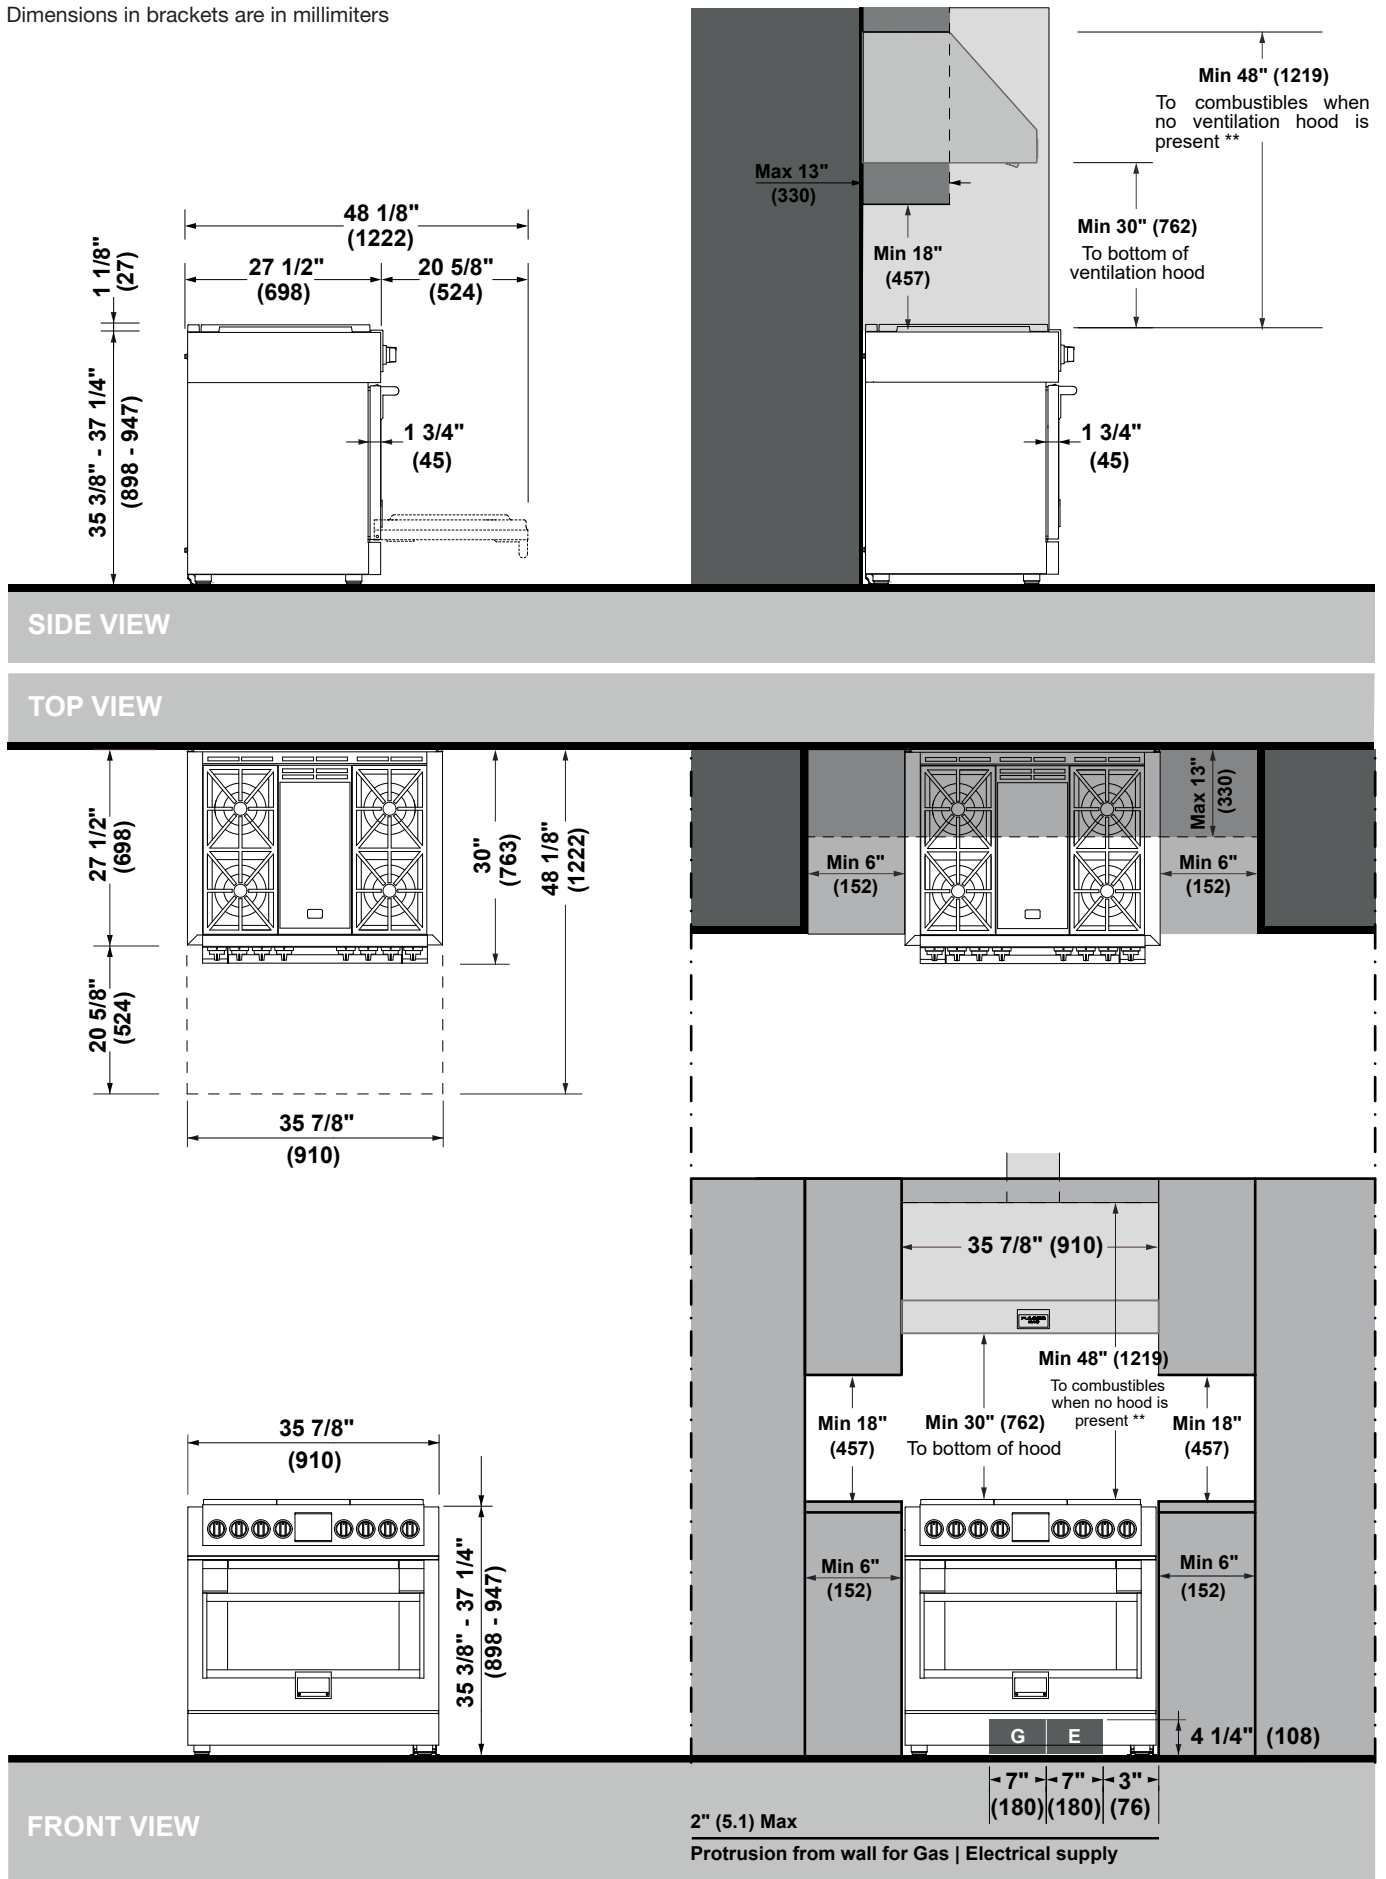 Dimensions in brackets are in millimiters
48 1/8"
(1222)
27 1/2"
(698)
20 5/8"
(524)
1 1/8"
(27)
35 3/8" - 37 1/4"
(898 - 947)
1 3/4"
(45)
Min 48" (1219)
To combustibles when
no ventilation hood is
present **
Max 13"
(330)
Min 18"
(457)
Min 30" (762)
To bottom of
ventilation hood
1 3/4"
(45)
SIDE VIEW
TOP VIEW
27 1/2"
(698)
20 5/8"
(524)
30"
(763)
48 1/8"
(1222)
35 7/8"
(910)
Max 13"
(330)
Min 6"
(152)
Min 6"
(152)
35 7/8"
(910)
35 3/8" - 37 1/4"
(898 - 947)
35 7/8" (910)
Min 48" (1219)
To combustibles
when no hood is
present **
Min 18"
(457)
Min 30" (762)
To bottom of hood
Min 18"
(457)
Min 6"
(152)
Min 6"
(152)
G E
4 1/4" (108)
7" 7" 3"
(180) (180) (76)
FRONT VIEW
2" (5.1) Max
Protrusion from wall for Gas | Electrical supply